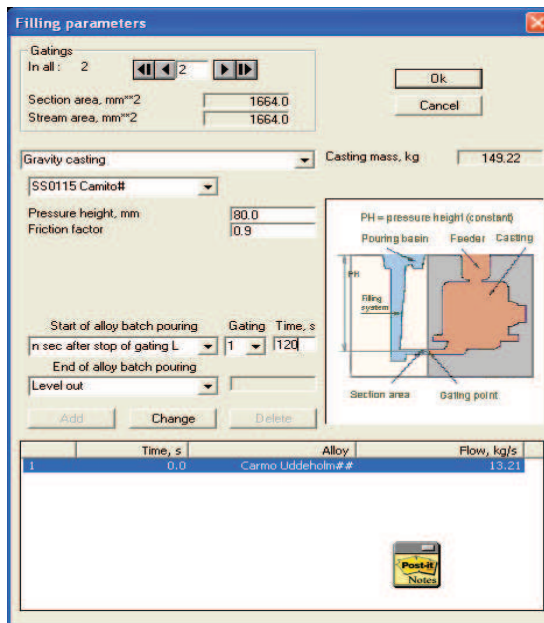 Filling parameters
Gatings
In all : 2 2
Section area, mm**2 1664.0
Stream area, mm**2 1664.0
Ok
Cancel
Gravity casting
Casting mass, kg 149.22
SS0115 Camito#
Pressure height, mm 80.0
Friction factor 0.9
PH = pressure height (constant)
Pouring basin Feeder Casting
PH
Filling
system
Section area Gating point
Start of alloy batch pouring Gating Time, s
n sec after stop of gating L 1 120
End of alloy batch pouring
Level out
Add Change Delete
Time, s Alloy Flow, kg/s
1 0.0 Carmo Uddeholm## 13.21
Post-it
Notes